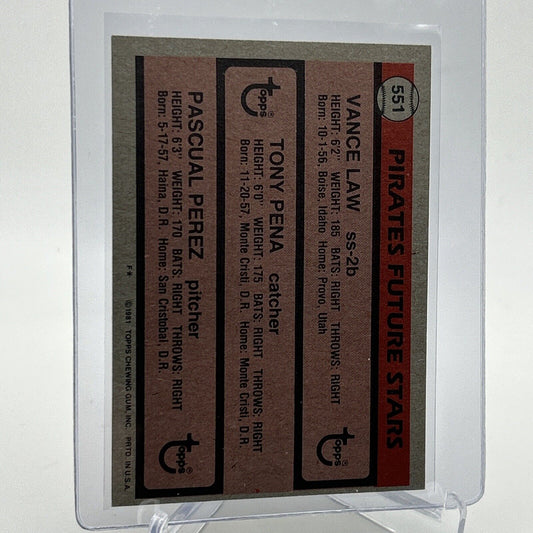 551
PIRATES FUTURE STARS
VANCE LAW ss-2b
HEIGHT: 6'2" WEIGHT: 185 BATS: RIGHT THROWS: RIGHT
Born: 10-1-56, Boise, Idaho Home: Provo, Utah
Topps®
TONY PENA catcher
HEIGHT: 6'0" WEIGHT: 175 BATS: RIGHT THROWS: RIGHT
Born: 11-20-57, Monte Cristi, D.R. Home: Monte Cristi, D.R.
Topps®
PASCUAL PEREZ pitcher
HEIGHT: 6'3" WEIGHT: 170 BATS: RIGHT THROWS: RIGHT
Born: 5-17-57, Haina, D.R. Home: San Cristobal, D.R.
Topps®
F* © 1981 TOPPS CHEWING GUM, INC. PRTD. IN U.S.A.